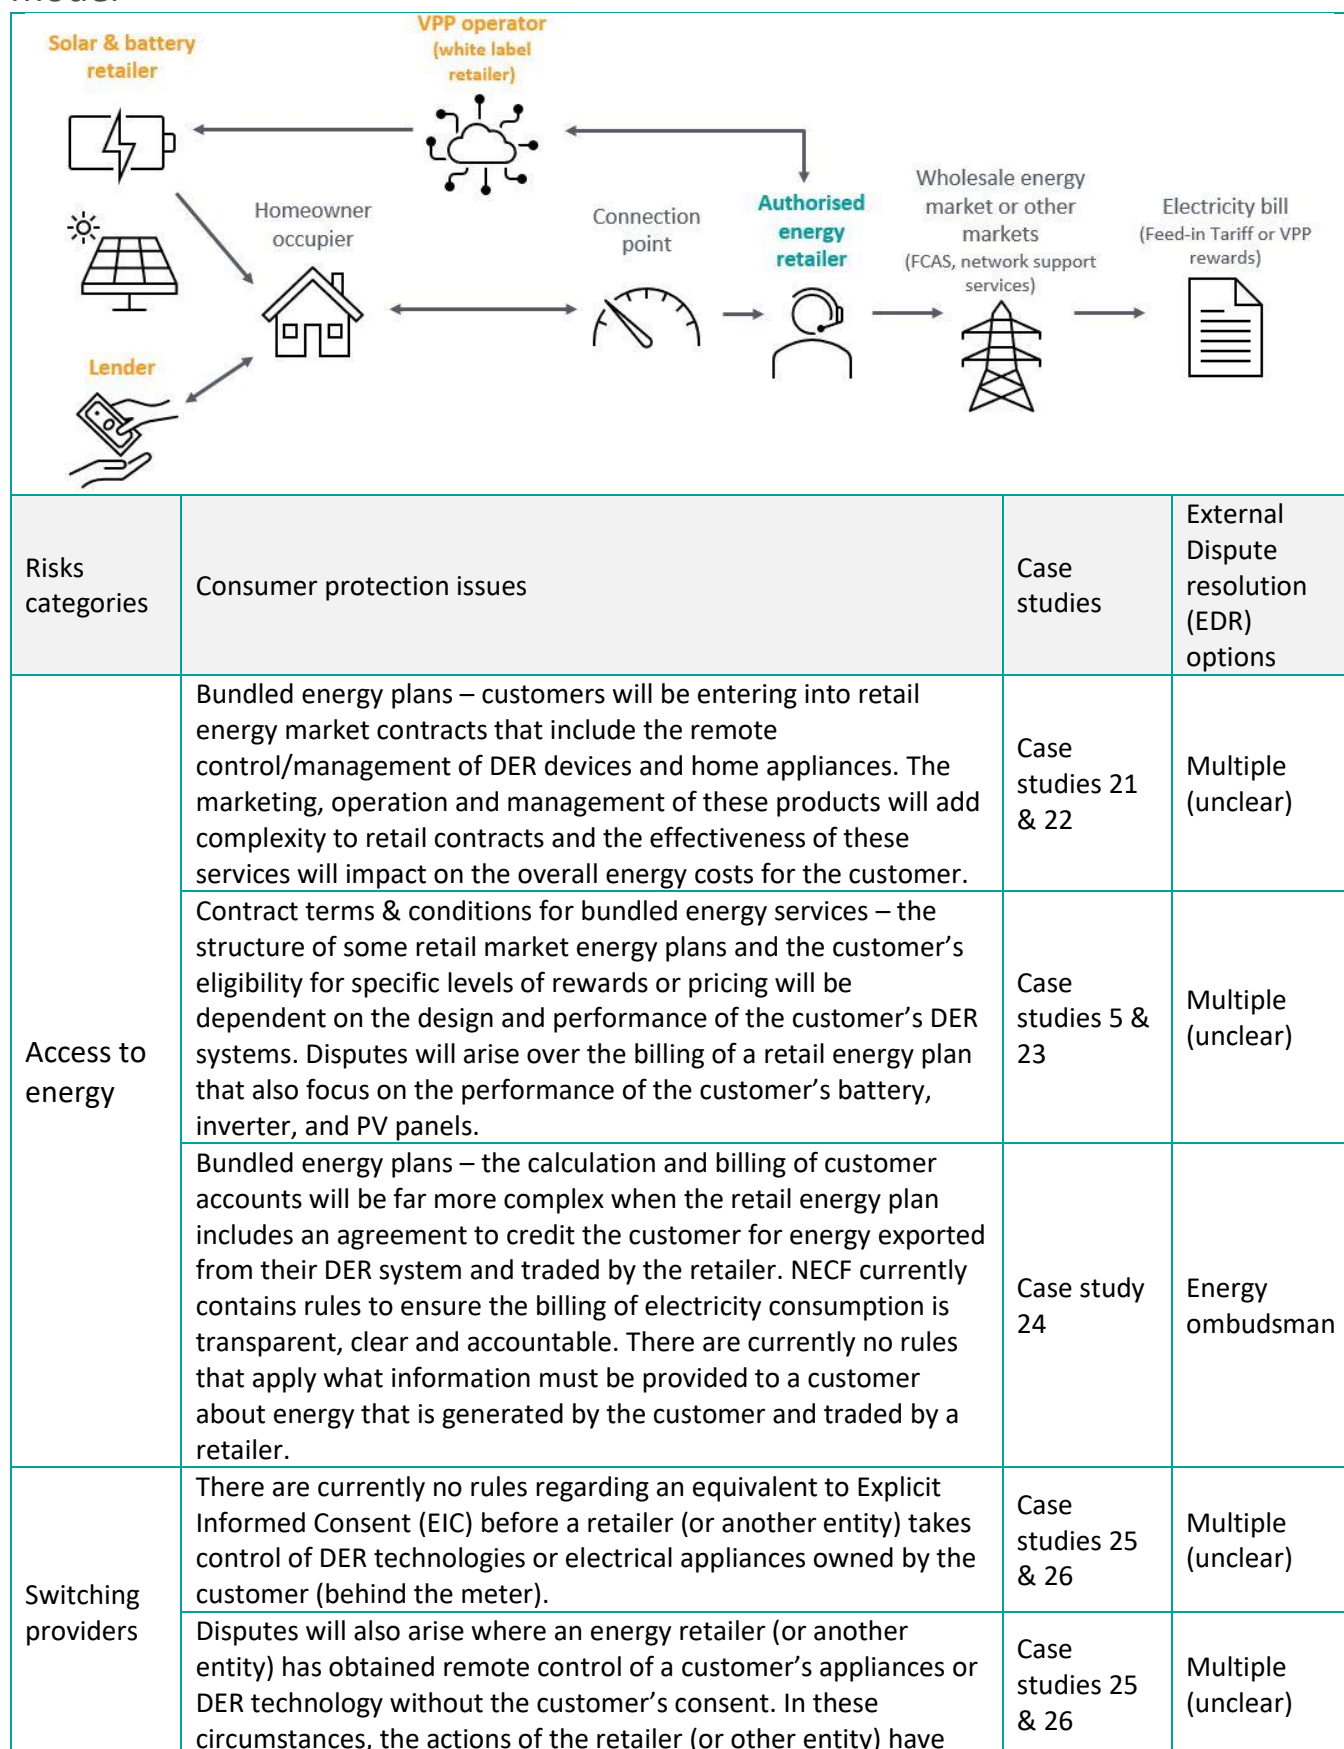 VPP operator
(white label
retailer)
Solar & battery
retailer
Homeowner
occupier
Connection
point
Authorised
energy
retailer
Wholesale energy
market or other
markets
(FCAS, network support
services)
Electricity bill
(Feed-in Tariff or VPP
rewards)
Lender
Risks
categories
Consumer protection issues
Case
studies
External
Dispute
resolution
(EDR)
options
Access to
energy
Bundled energy plans – customers will be entering into retail
energy market contracts that include the remote
control/management of DER devices and home appliances. The
marketing, operation and management of these products will add
complexity to retail contracts and the effectiveness of these
services will impact on the overall energy costs for the customer.
Case
studies 21
& 22
Multiple
(unclear)
Contract terms & conditions for bundled energy services – the
structure of some retail market energy plans and the customer’s
eligibility for specific levels of rewards or pricing will be
dependent on the design and performance of the customer’s DER
systems. Disputes will arise over the billing of a retail energy plan
that also focus on the performance of the customer’s battery,
inverter, and PV panels.
Case
studies 5 &
23
Multiple
(unclear)
Bundled energy plans – the calculation and billing of customer
accounts will be far more complex when the retail energy plan
includes an agreement to credit the customer for energy exported
from their DER system and traded by the retailer. NECF currently
contains rules to ensure the billing of electricity consumption is
transparent, clear and accountable. There are currently no rules
that apply what information must be provided to a customer
about energy that is generated by the customer and traded by a
retailer.
Case study
24
Energy
ombudsman
Switching
providers
There are currently no rules regarding an equivalent to Explicit
Informed Consent (EIC) before a retailer (or another entity) takes
control of DER technologies or electrical appliances owned by the
customer (behind the meter).
Case
studies 25
& 26
Multiple
(unclear)
Disputes will also arise where an energy retailer (or another
entity) has obtained remote control of a customer’s appliances or
DER technology without the customer’s consent. In these
circumstances, the actions of the retailer (or other entity) have
Case
studies 25
& 26
Multiple
(unclear)